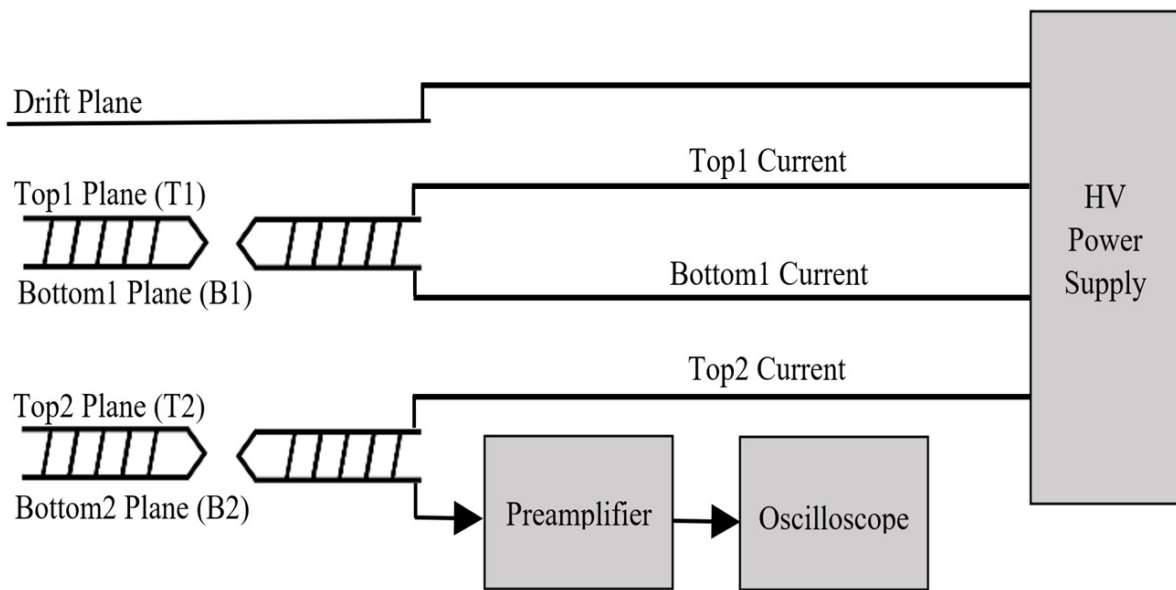 Drift Plane
Top1 Plane (T1)
Top1 Current
Bottom1 Plane (B1)
Bottom1 Current
HV
Power
Supply
Top2 Plane (T2)
Top2 Current
Bottom2 Plane (B2)
Preamplifier
Oscilloscope